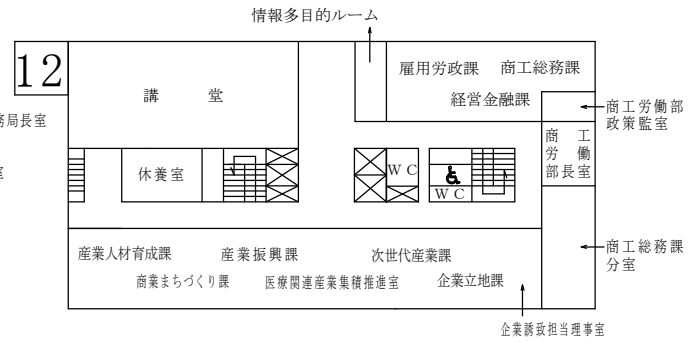 情報多目的ルーム
12
雇用労政課 商工総務課
講堂
経営金融課
務局長室
商工労働部
政策監室
商工
労働
部長室
室
休養室
WC
WC
産業人材育成課 産業振興課 次世代産業課
商工総務課
分室
商業まちづくり課 医療関連産業集積推進室 企業立地課
企業誘致担当理事室